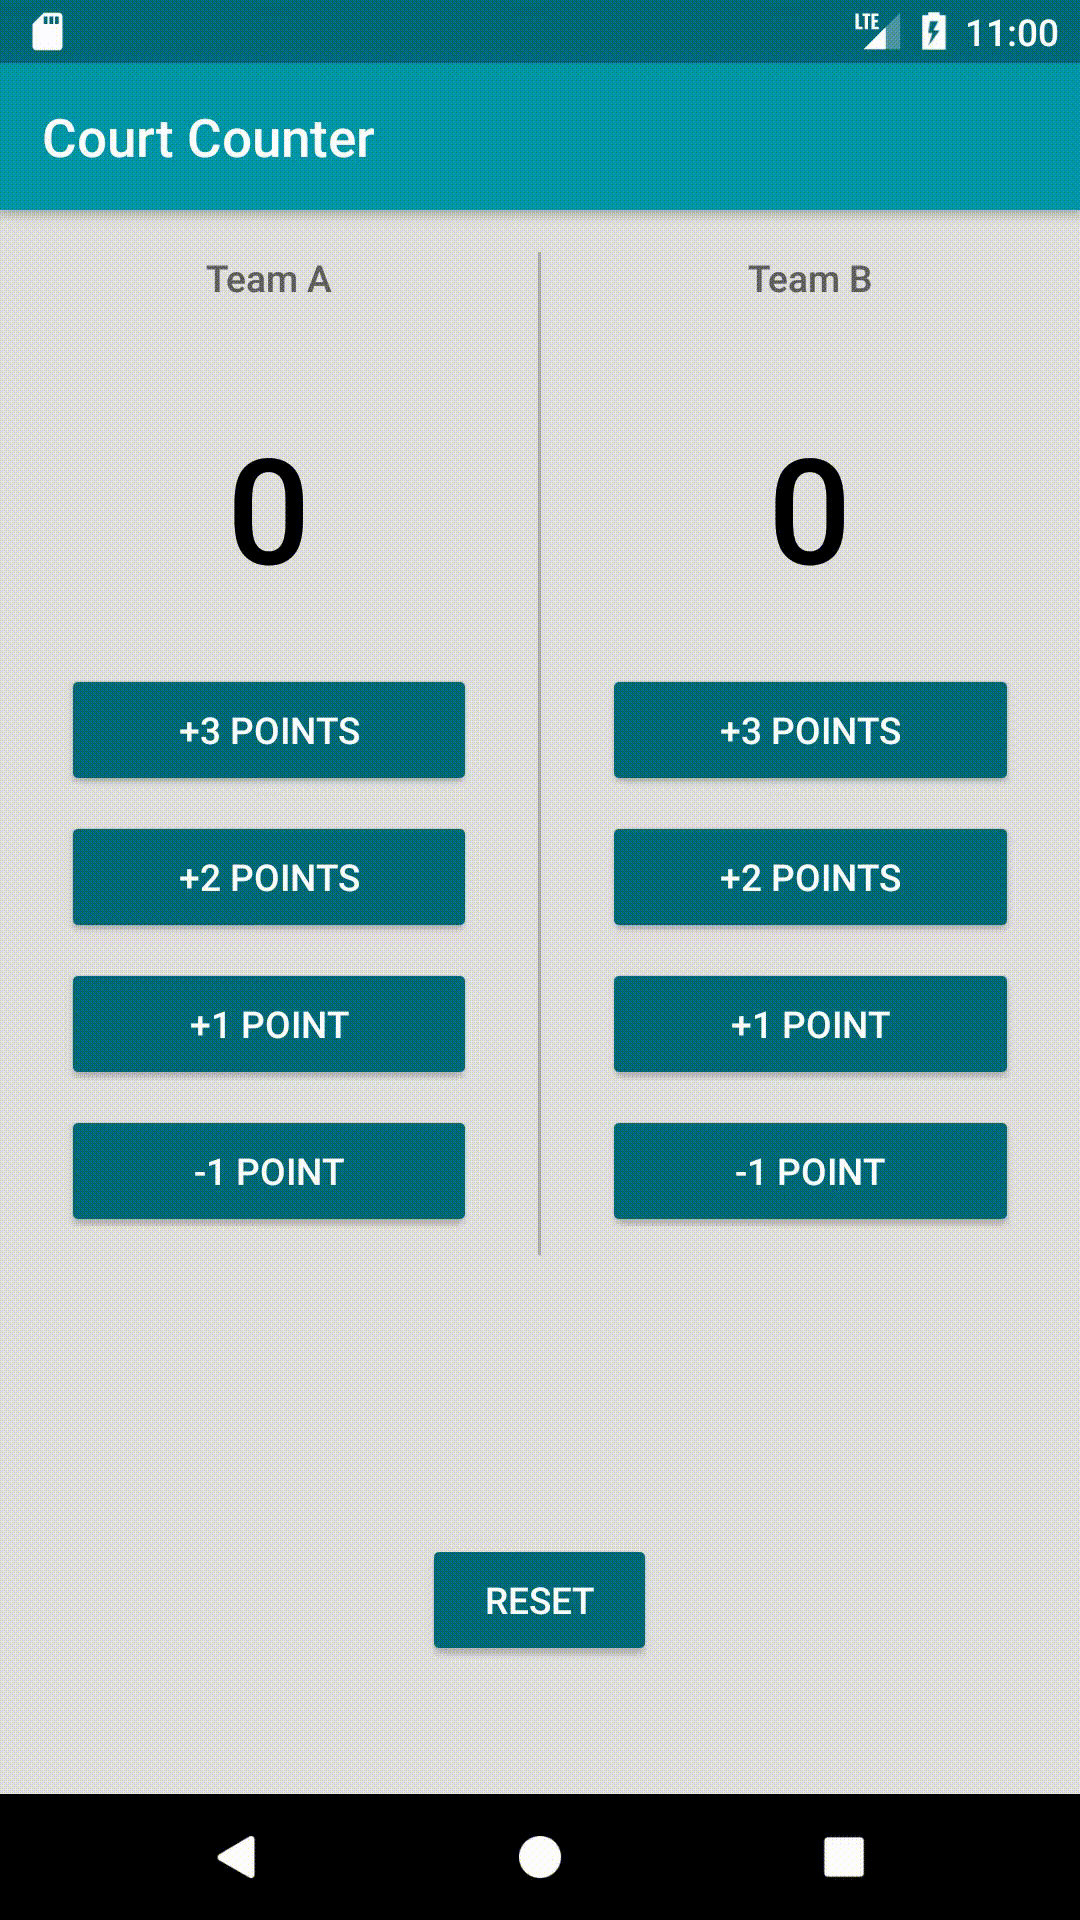 LTE 11:00
Court Counter
Team A Team B
0 0
+3 POINTS +3 POINTS
+2 POINTS +2 POINTS
+1 POINT +1 POINT
-1 POINT -1 POINT
RESET